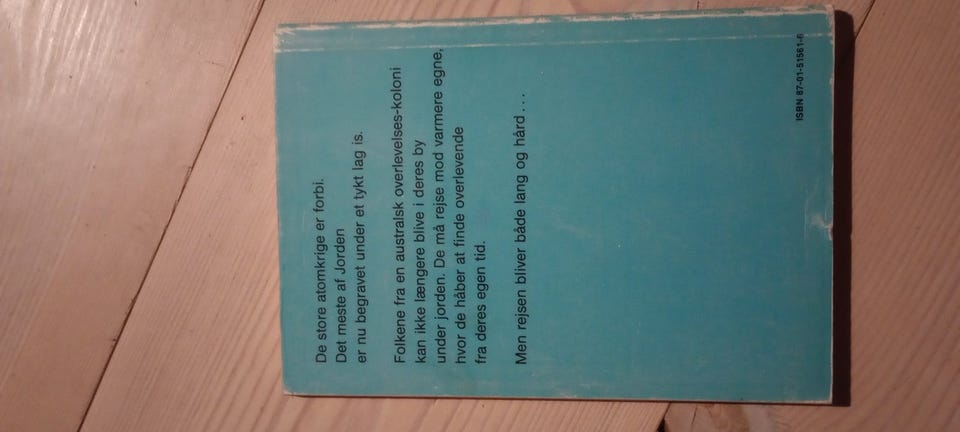 De store atomkrige er forbi.
Det meste af Jorden
er nu begravet under et tykt lag is.
Folkene fra en australsk overlevelses-koloni
kan ikke længere blive i deres by
under jorden. De må rejse mod varmere egne,
hvor de håber at finde overlevende
fra deres egen tid.
Men rejsen bliver både lang og hård ...
ISBN 87-01-51561-6